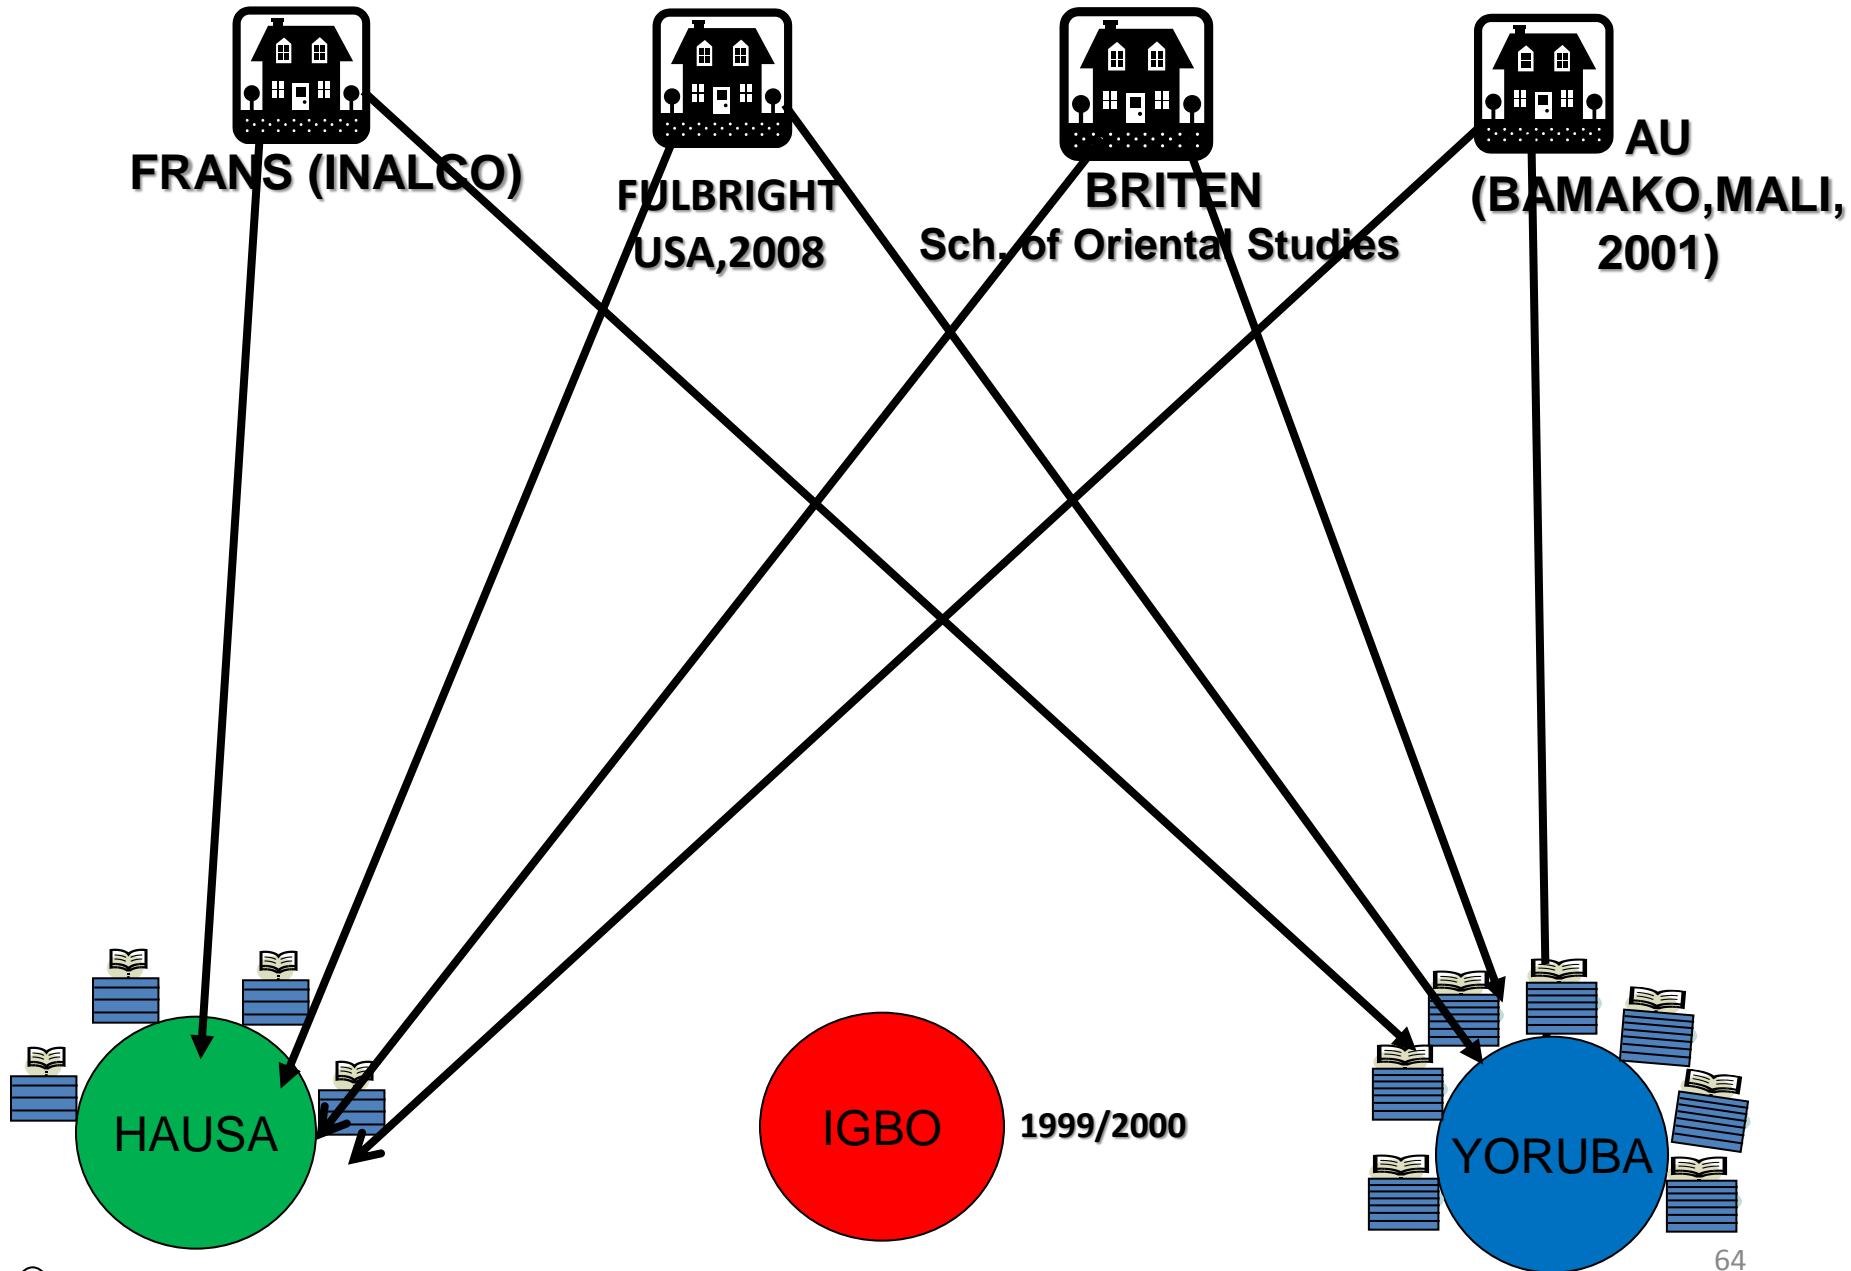 FRANS (INALCO)
FULBRIGHT
USA,2008
BRITEN
Sch. of Oriental Studies
AU
(BAMAKO,MALI,
2001)
HAUSA
IGBO
1999/2000
YORUBA
64